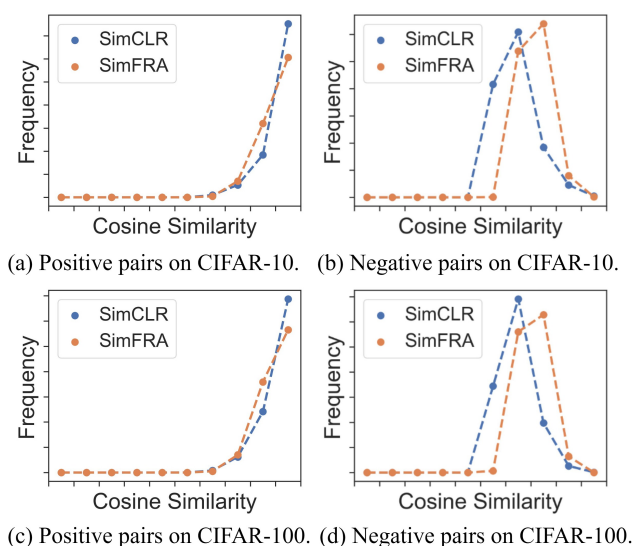 SimCLR
SimFRA
Frequency
Cosine Similarity
(a) Positive pairs on CIFAR-10.
SimCLR
SimFRA
Frequency
Cosine Similarity
(b) Negative pairs on CIFAR-10.
SimCLR
SimFRA
Frequency
Cosine Similarity
(c) Positive pairs on CIFAR-100.
SimCLR
SimFRA
Frequency
Cosine Similarity
(d) Negative pairs on CIFAR-100.